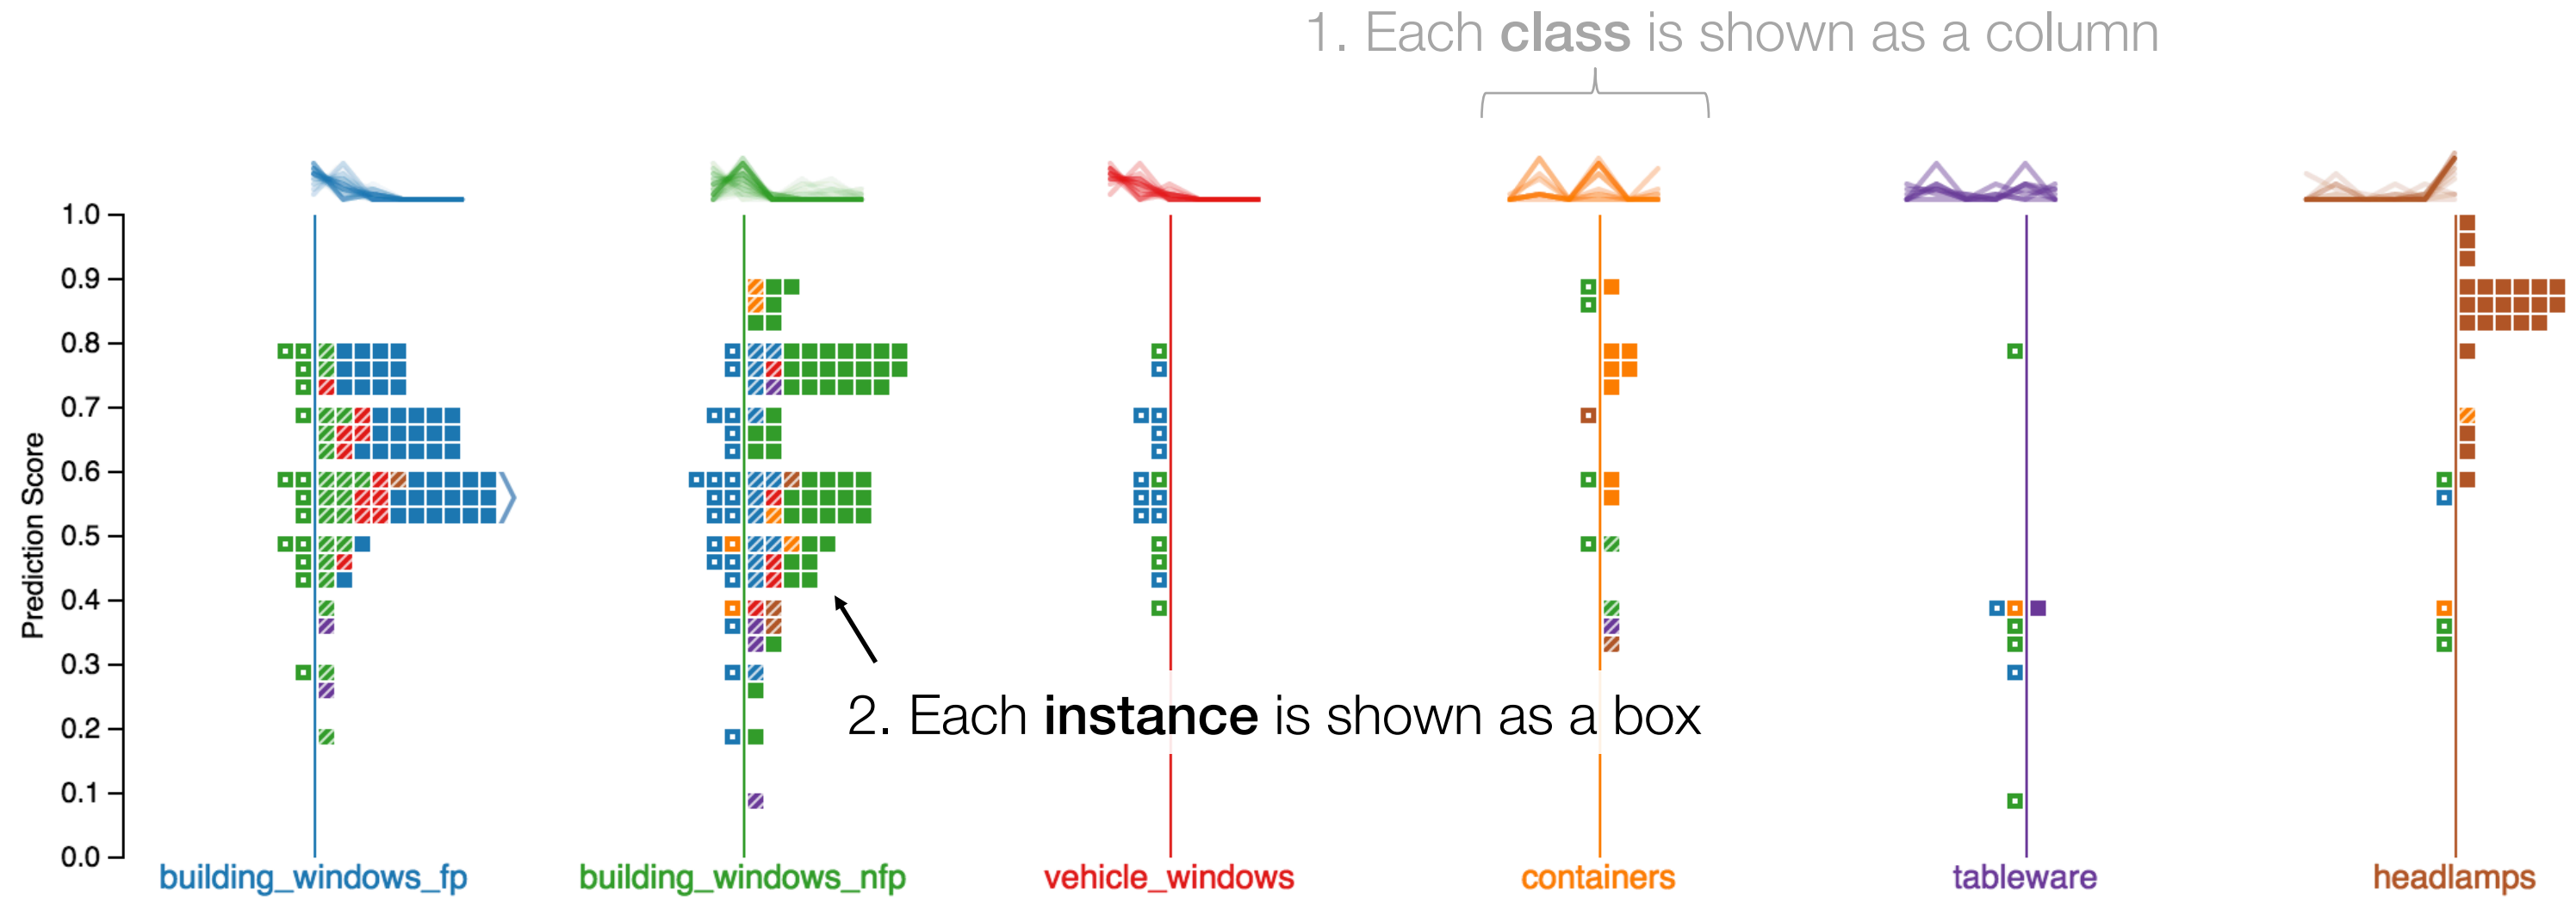 1. Each class is shown as a column
1.0
0.9
0.8
0.7
0.6
0.5
0.4
0.3
0.2
0.1
0.0
Prediction Score
2. Each instance is shown as a box
building_windows_fp
building_windows_nfp
vehicle_windows
containers
tableware
headlamps